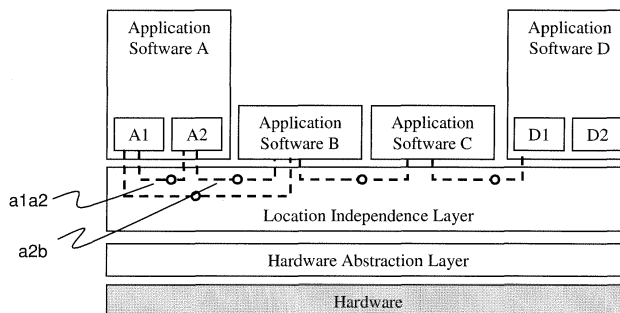 Application
Software A
Application
Software D
A1
A2
Application
Software B
Application
Software C
D1
D2
a1a2
Location Independence Layer
a2b
Hardware Abstraction Layer
Hardware